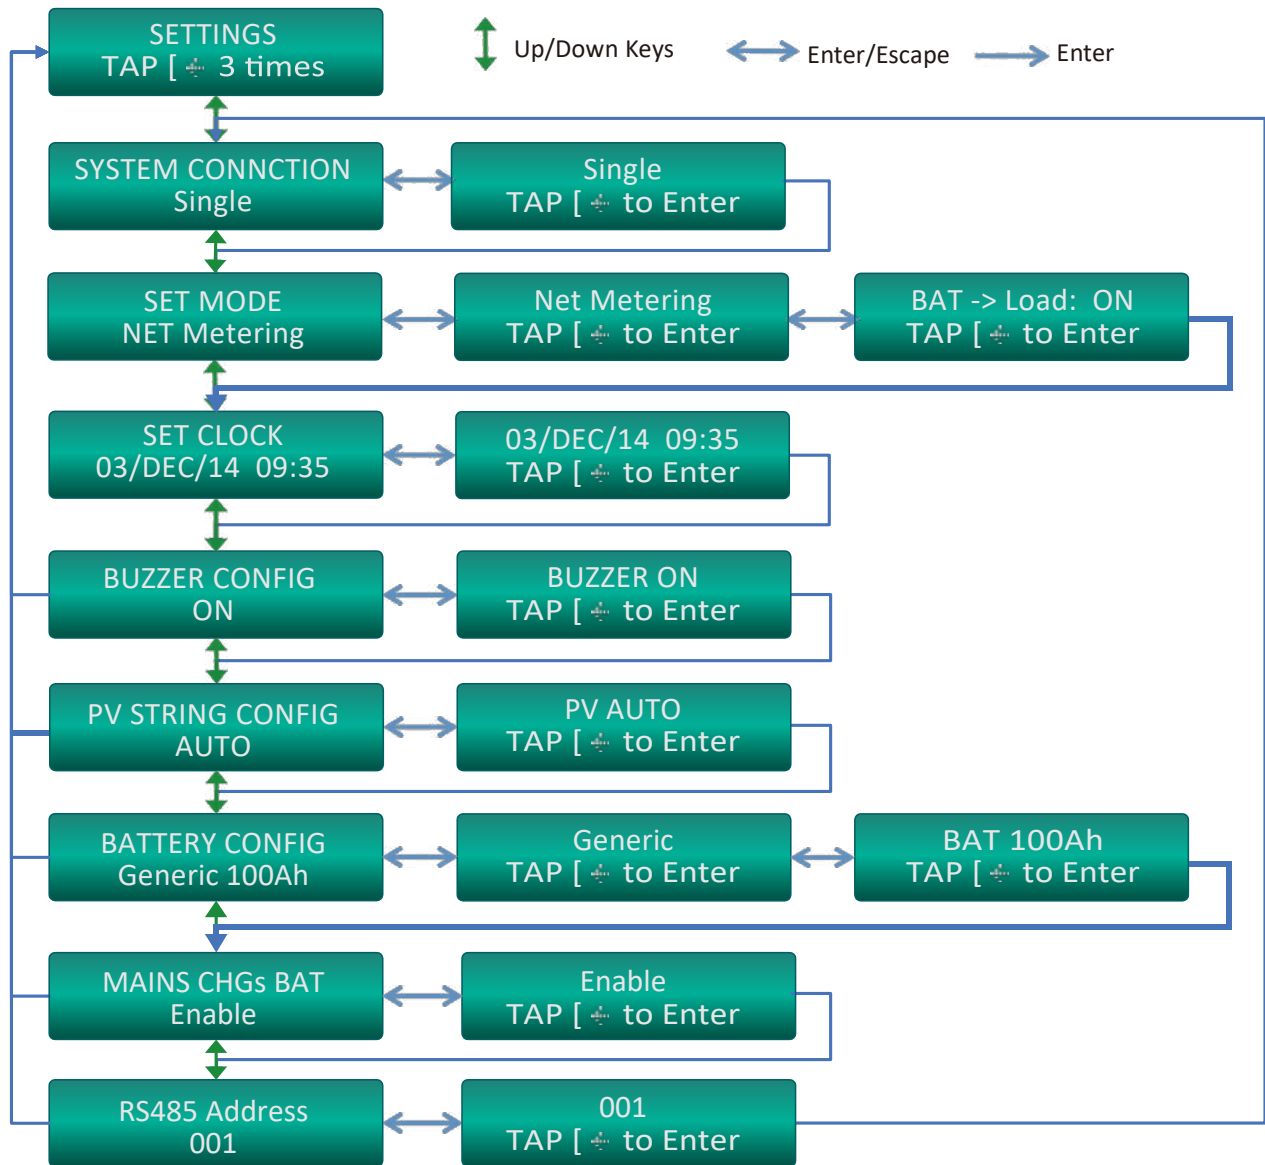 SETTINGS
TAP [ 3 times
Up/Down Keys
Enter/Escape
Enter
SYSTEM CONNCTION
Single
Single
TAP [ to Enter
SET MODE
NET Metering
Net Metering
TAP [ to Enter
BAT -> Load: ON
TAP [ to Enter
SET CLOCK
03/DEC/14 09:35
03/DEC/14 09:35
TAP [ to Enter
BUZZER CONFIG
ON
BUZZER ON
TAP [ to Enter
PV STRING CONFIG
AUTO
PV AUTO
TAP [ to Enter
BATTERY CONFIG
Generic 100Ah
Generic
TAP [ to Enter
BAT 100Ah
TAP [ to Enter
MAINS CHGs BAT
Enable
Enable
TAP [ to Enter
RS485 Address
001
001
TAP [ to Enter